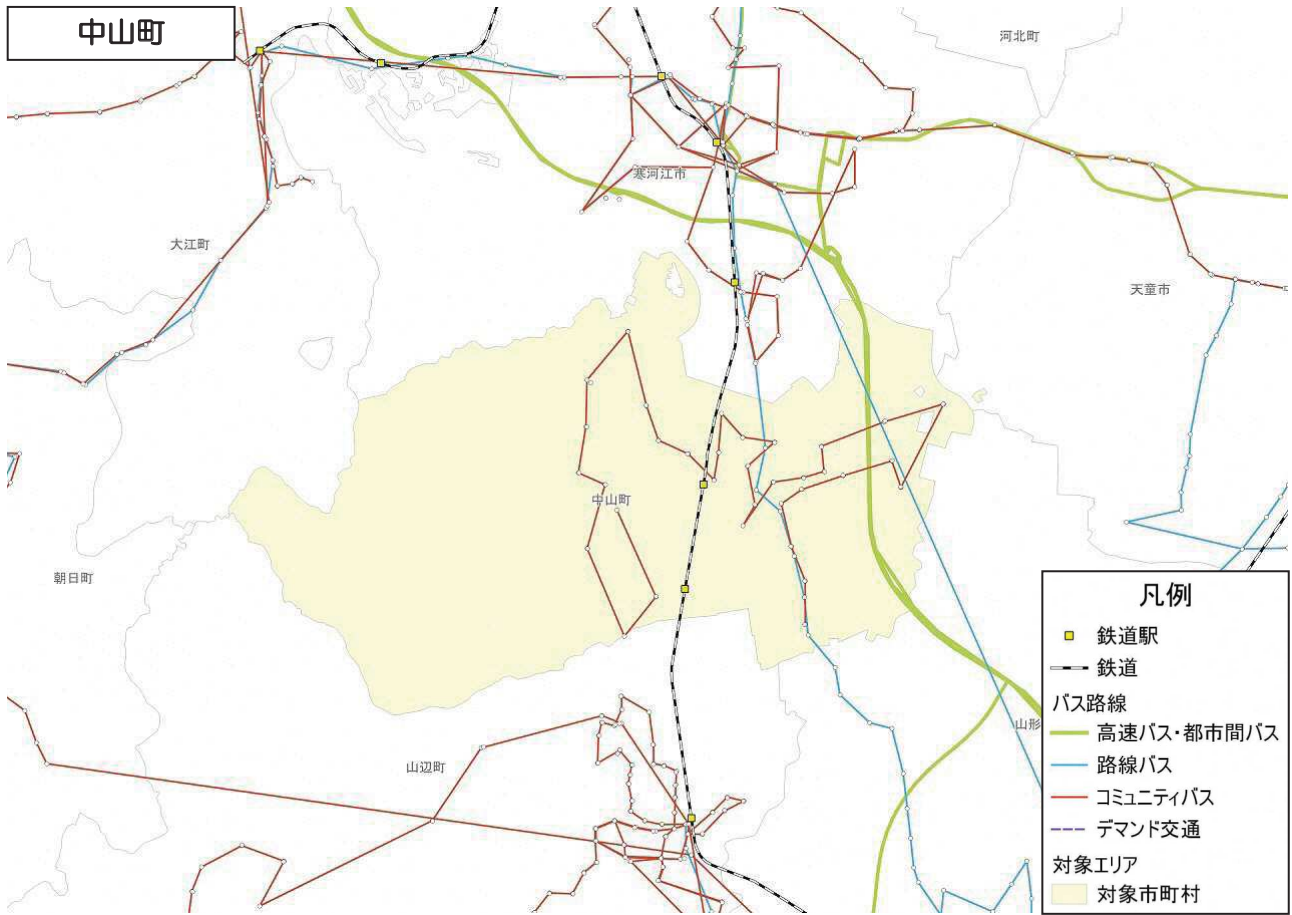 中山町
河北町
寒河江市
大江町
天童市
中山町
朝日町
山形
山辺町
凡例
鉄道駅
鉄道
バス路線
高速バス・都市間バス
路線バス
コミュニティバス
デマンド交通
対象エリア
対象市町村